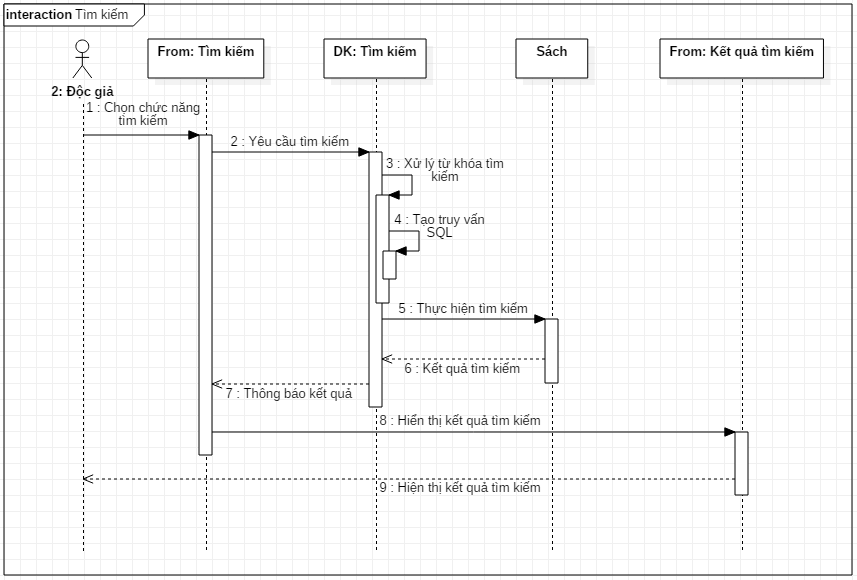 interaction Tìm kiếm
From: Tìm kiếm
DK: Tìm kiếm
Sách
From: Kết quả tìm kiếm
2: Độc giả
1 : Chọn chức năng
tìm kiếm
2 : Yêu cầu tìm kiếm
3 : Xử lý từ khóa tìm
kiếm
4 : Tạo truy vấn
SQL
5 : Thực hiện tìm kiếm
6 : Kết quả tìm kiếm
7 : Thông báo kết quả
8 : Hiển thị kết quả tìm kiếm
9 : Hiện thị kết quả tìm kiếm